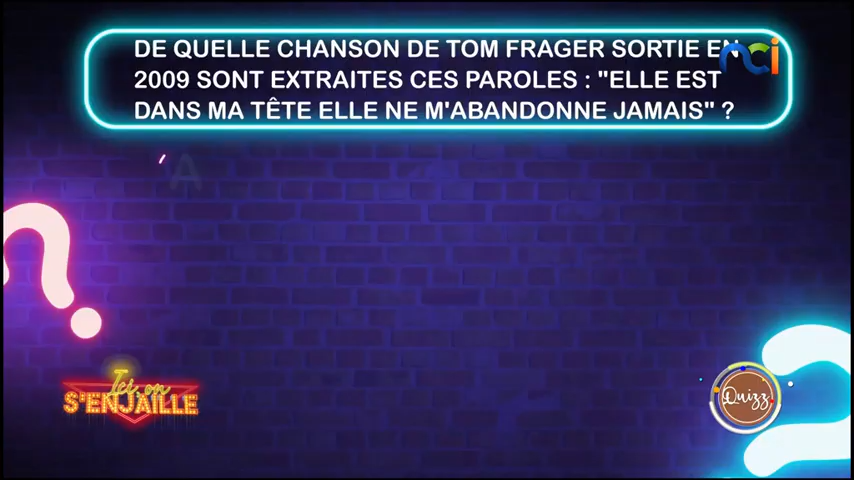 DE QUELLE CHANSON DE TOM FRAGER SORTIE EN
2009 SONT EXTRAITES CES PAROLES : "ELLE EST
DANS MA TÊTE ELLE NE M'ABANDONNE JAMAIS" ?
nci
A
Ici on
S'ENJAILLE
Quizz